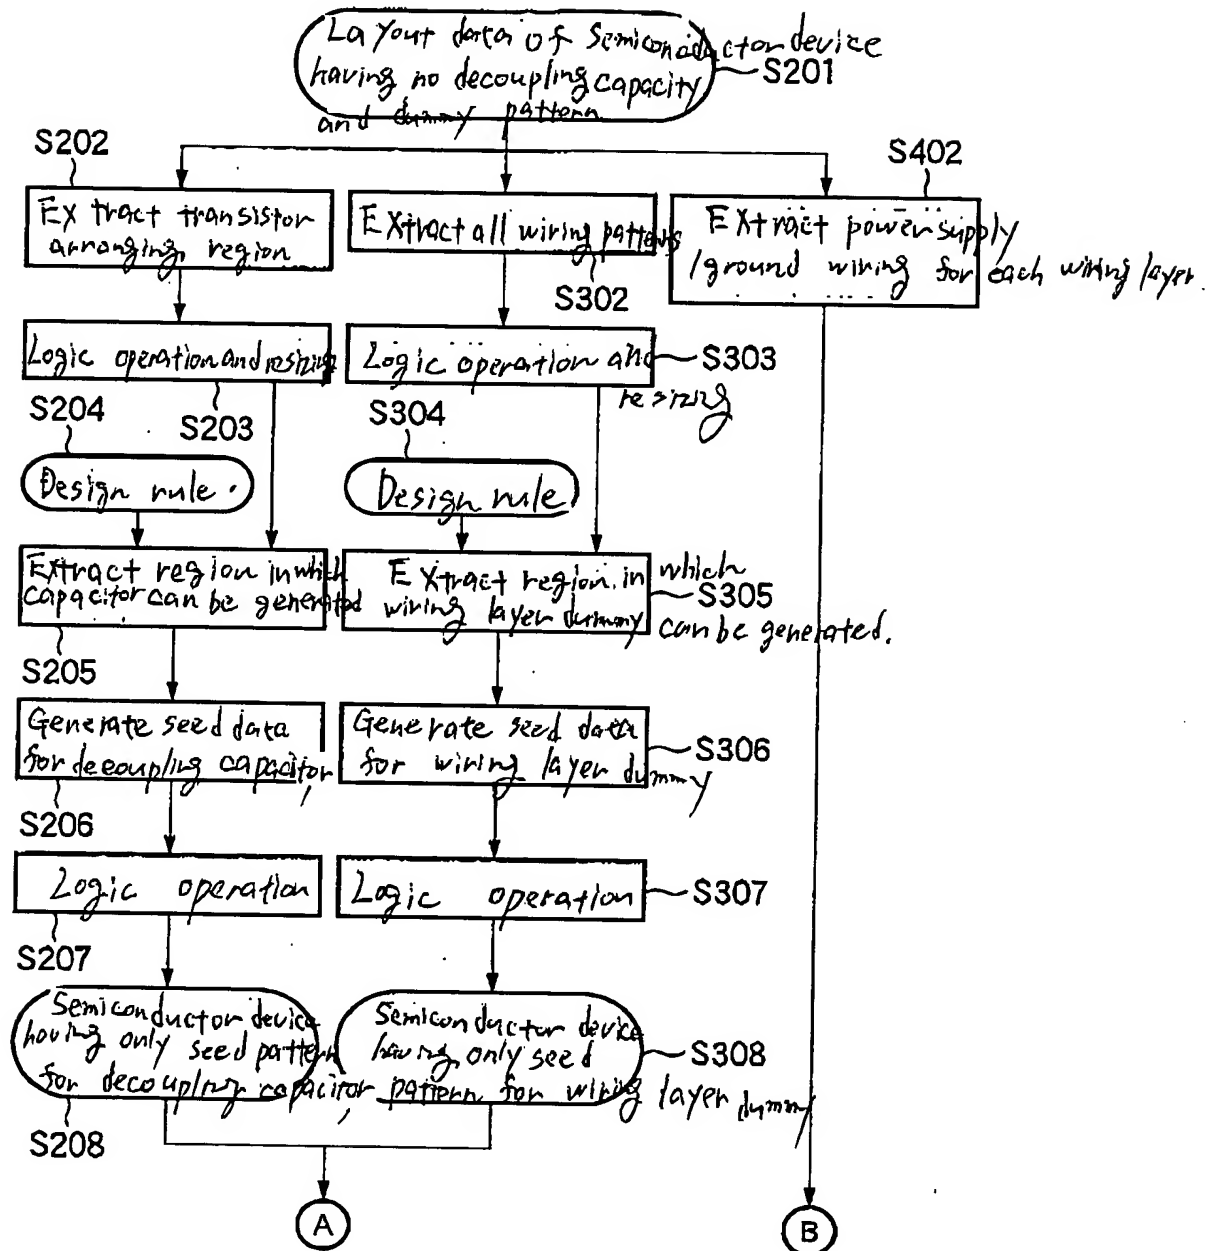 Layout data of Semiconductor device
having no decoupling capacity
and dummy pattern
S201
S202
S402
Extract transistor
arranging region
Extract all wiring patterns
S302
Extract power supply
/ground wiring for each wiring layer.
Logic operation and resizing
S203
Logic operation and
resizing
S303
S204
S304
Design rule.
Design rule
Extract region in which
capacitor can be generated
S205
Extract region in which
wiring layer dummy
can be generated.
S305
Generate seed data
for decoupling capacitor,
S206
Generate seed data
for wiring layer dummy
S306
Logic operation
S207
Logic operation
S307
Semiconductor device
having only seed pattern
for decoupling capacitor,
S208
Semiconductor device
having only seed
pattern for wiring layer dummy
S308
A
B